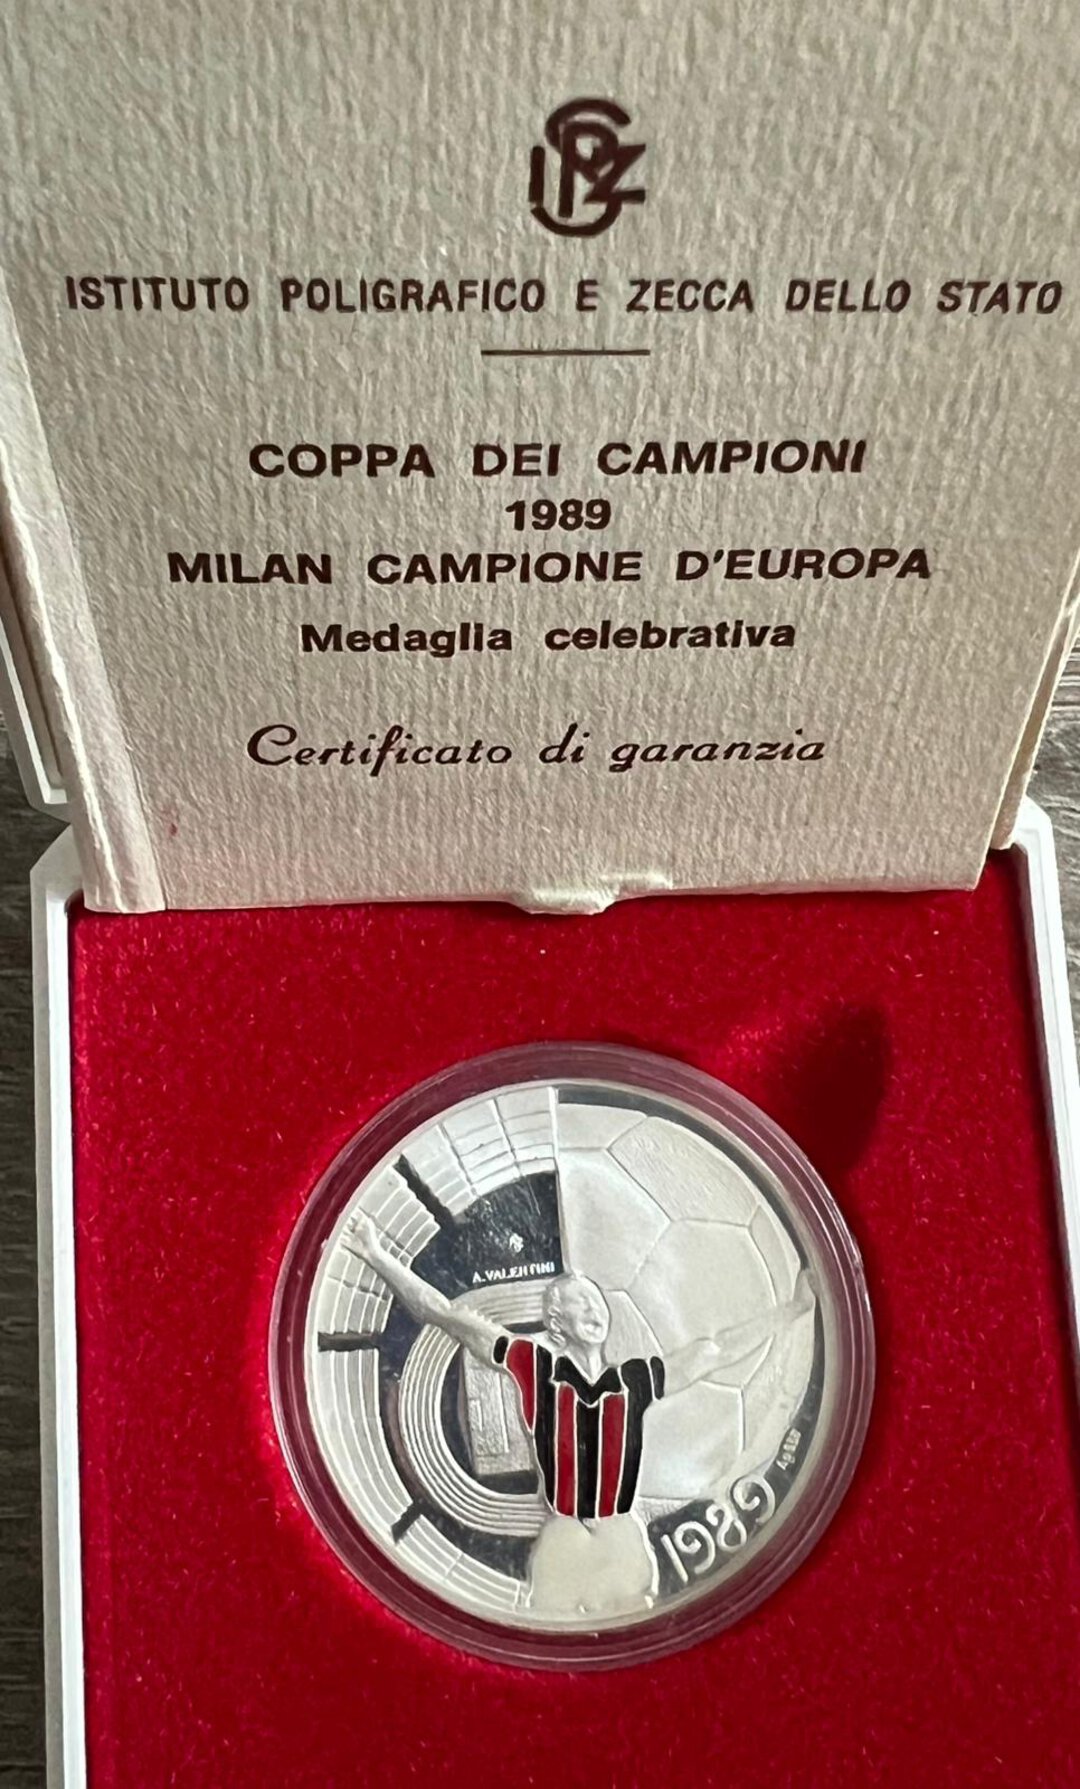 IPZS
ISTITUTO POLIGRAFICO E ZECCA DELLO STATO
COPPA DEI CAMPIONI
1989
MILAN CAMPIONE D'EUROPA
Medaglia celebrativa
Certificato di garanzia
A.VALENTINI
1989